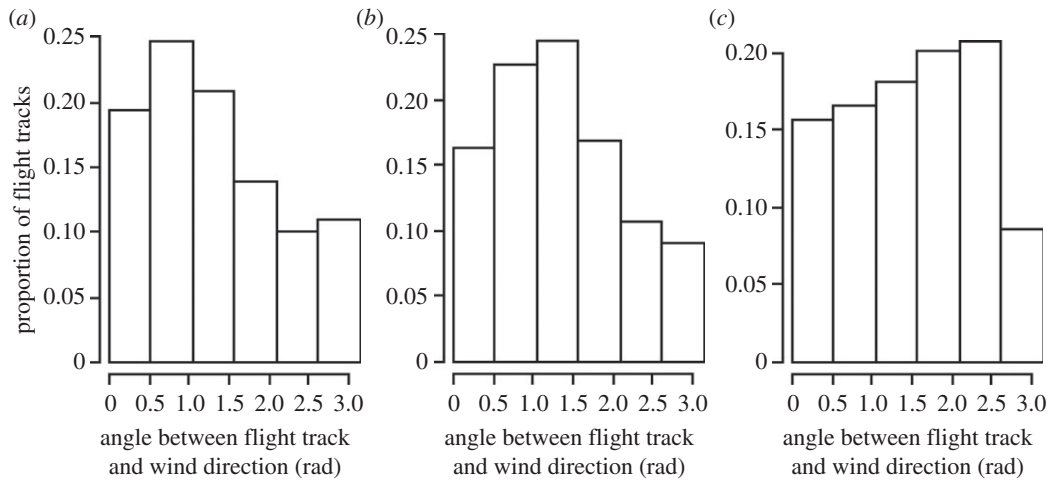 (a)
0.25
0.20
0.15
0.10
0.05
0
proportion of flight tracks
0 0.5 1.0 1.5 2.0 2.5 3.0
angle between flight track
and wind direction (rad)
(b)
0.25
0.20
0.15
0.10
0.05
0
0 0.5 1.0 1.5 2.0 2.5 3.0
angle between flight track
and wind direction (rad)
(c)
0.20
0.15
0.10
0.05
0
0 0.5 1.0 1.5 2.0 2.5 3.0
angle between flight track
and wind direction (rad)